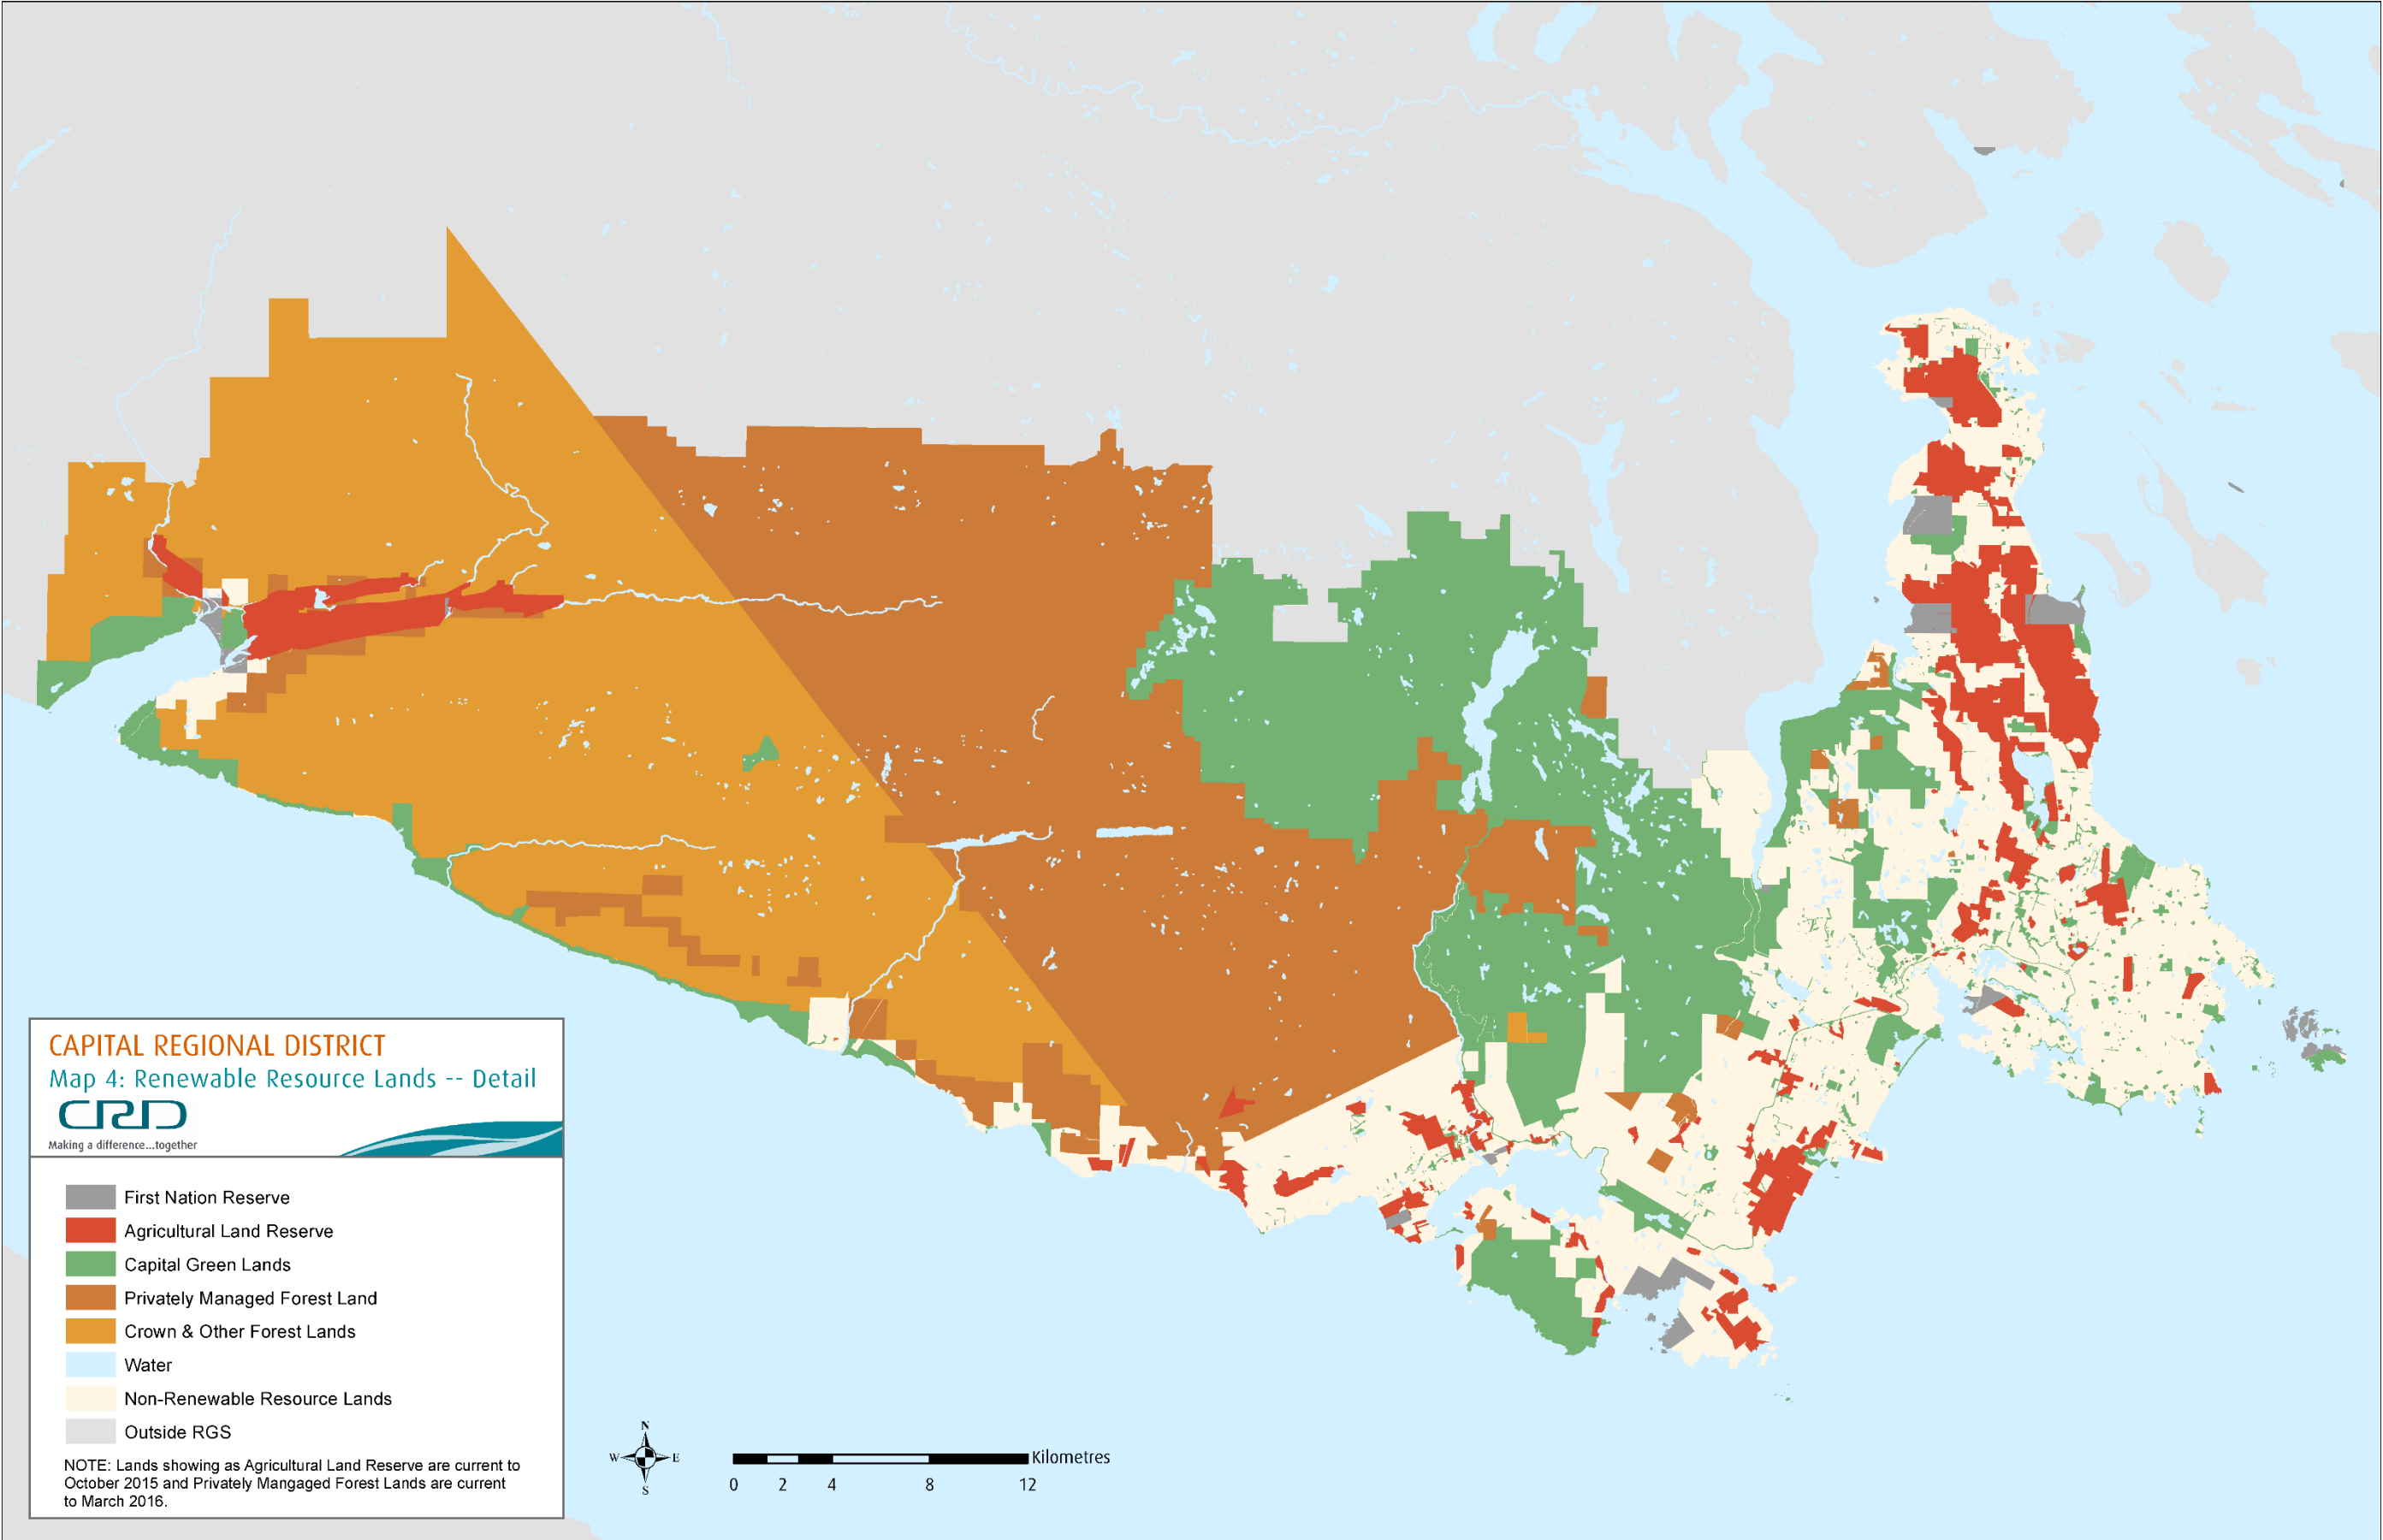 CAPITAL REGIONAL DISTRICT
Map 4: Renewable Resource Lands -- Detail
CRD
Making a difference...together
First Nation Reserve
Agricultural Land Reserve
Capital Green Lands
Privately Managed Forest Land
Crown & Other Forest Lands
Water
Non-Renewable Resource Lands
Outside RGS
NOTE: Lands showing as Agricultural Land Reserve are current to
October 2015 and Privately Mangaged Forest Lands are current
to March 2016.
N
W E
S
Kilometres
0 2 4 8 12